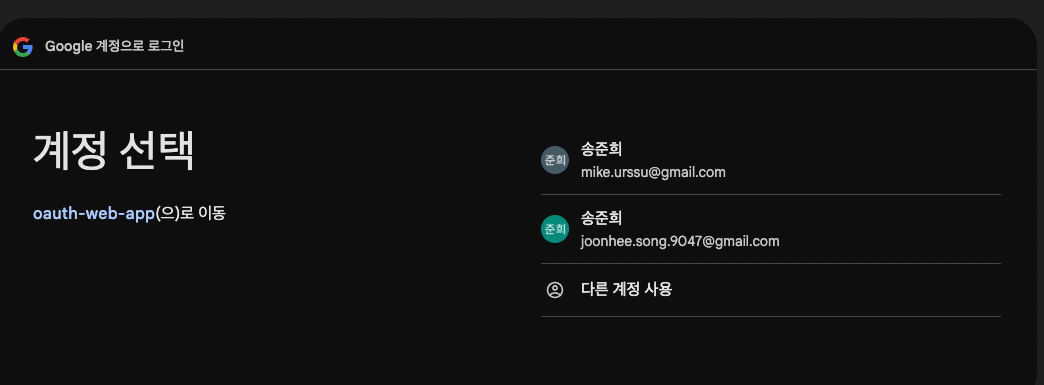 Google 계정으로 로그인
계정 선택
oauth-web-app(으)로 이동
준희
송준희
mike.urssu@gmail.com
준희
송준희
joonhee.song.9047@gmail.com
다른 계정 사용